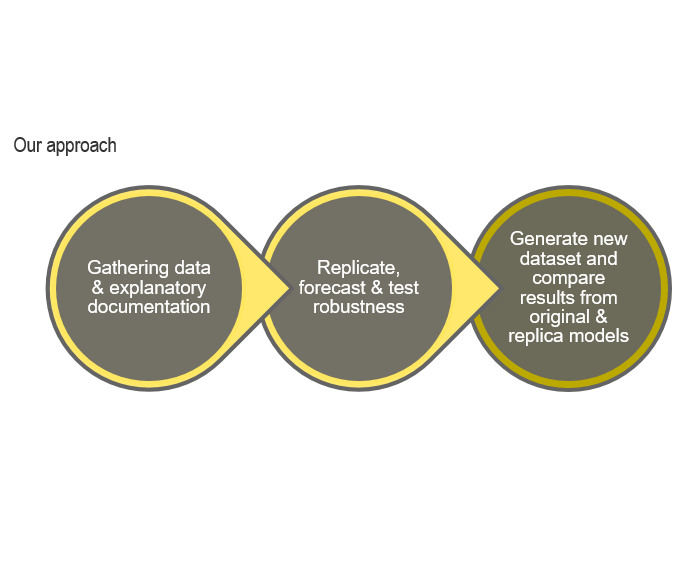 Our approach
Gathering data
& explanatory
documentation
Replicate,
forecast & test
robustness
Generate new
dataset and
compare
results from
original &
replica models